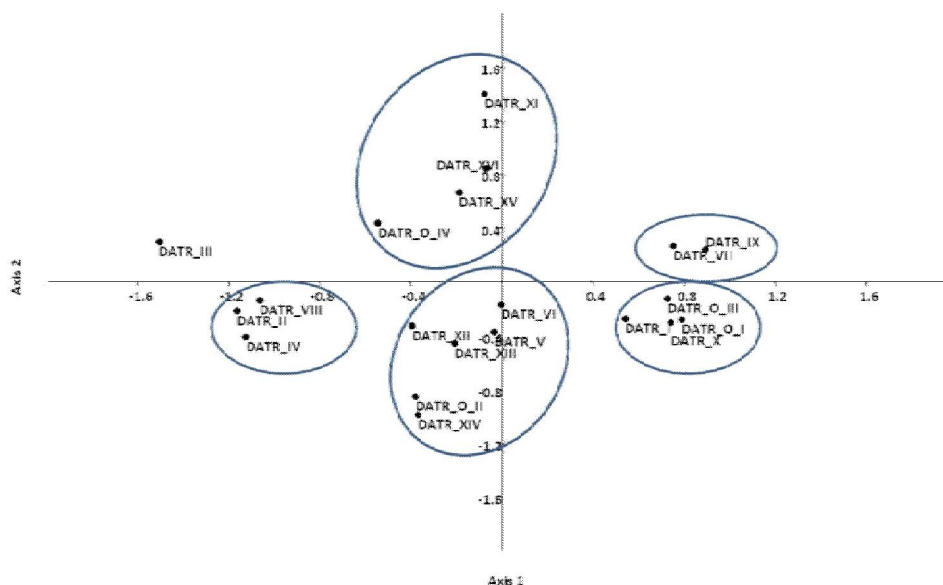 1.6
DATR_XI
1.2
DATR_XVI
0.8
DATR_XV
DATR_O_IV
0.4
DATR_III
DATR_IX
DATR_VII
Axis 2
-1.6
-1.2
-0.8
-0.4
0.4
0.8
1.2
1.6
DATR_VIII
DATR_II
DATR_IV
DATR_VI
DATR_XII
DATR_V
DATR_XIII
DATR_O_III
DATR_I
DATR_O_I
DATR_X
-0.8
DATR_O_II
DATR_XIV
-1.2
-1.6
Axis 1